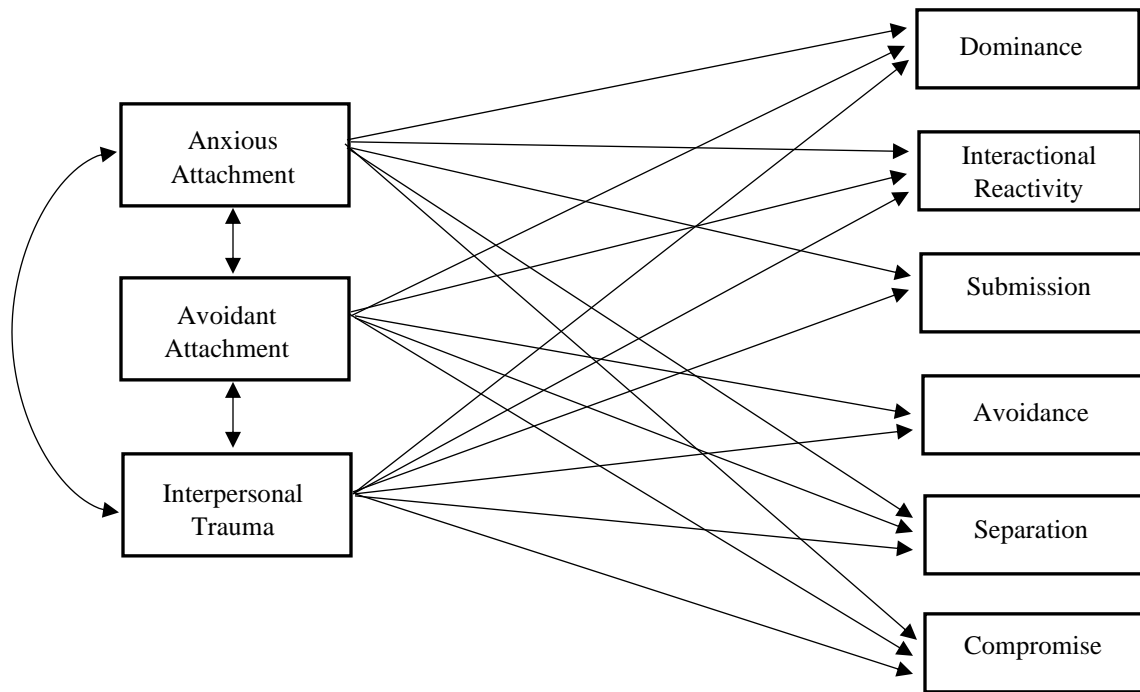 Anxious
Attachment
Avoidant
Attachment
Interpersonal
Trauma
Dominance
Interactional
Reactivity
Submission
Avoidance
Separation
Compromise